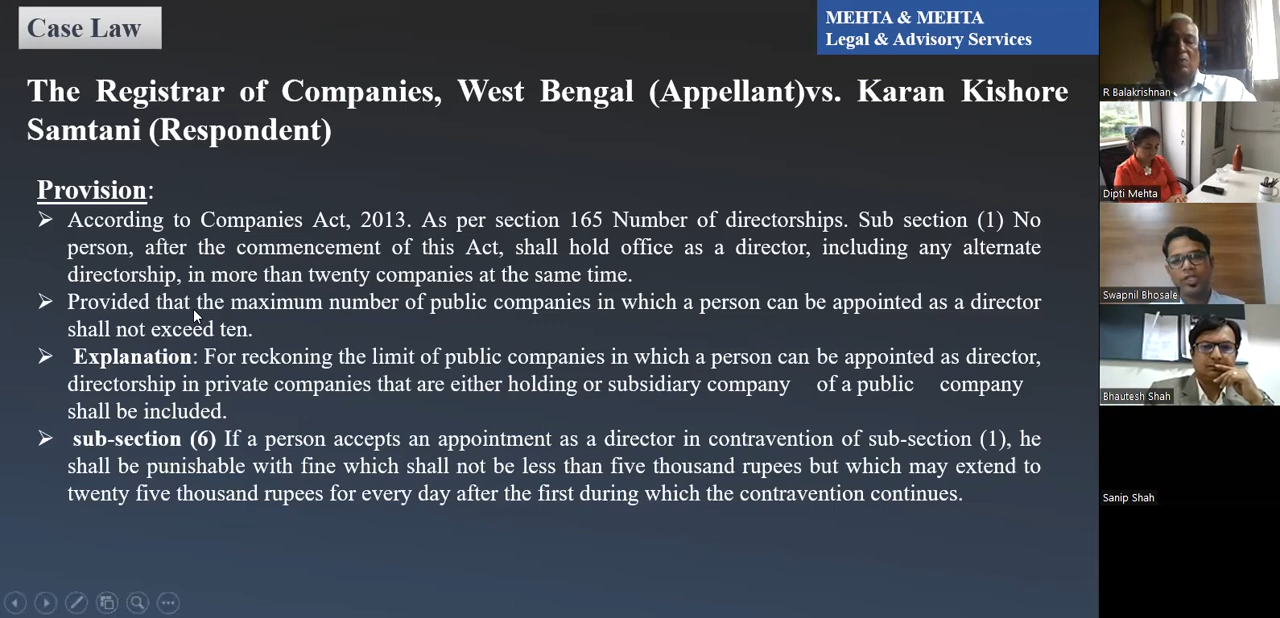 Case Law
MEHTA & MEHTA
Legal & Advisory Services
The Registrar of Companies, West Bengal (Appellant)vs. Karan Kishore
Samtani (Respondent)
Provision:
➢ According to Companies Act, 2013. As per section 165 Number of directorships. Sub section (1) No
person, after the commencement of this Act, shall hold office as a director, including any alternate
directorship, in more than twenty companies at the same time.
➢ Provided that the maximum number of public companies in which a person can be appointed as a director
shall not exceed ten.
➢ Explanation: For reckoning the limit of public companies in which a person can be appointed as director,
directorship in private companies that are either holding or subsidiary company of a public company
shall be included.
➢ sub-section (6) If a person accepts an appointment as a director in contravention of sub-section (1), he
shall be punishable with fine which shall not be less than five thousand rupees but which may extend to
twenty five thousand rupees for every day after the first during which the contravention continues.
R Balakrishnan
Dipti Mehta
Swapnil Bhosale
Bhautesh Shah
Sanip Shah